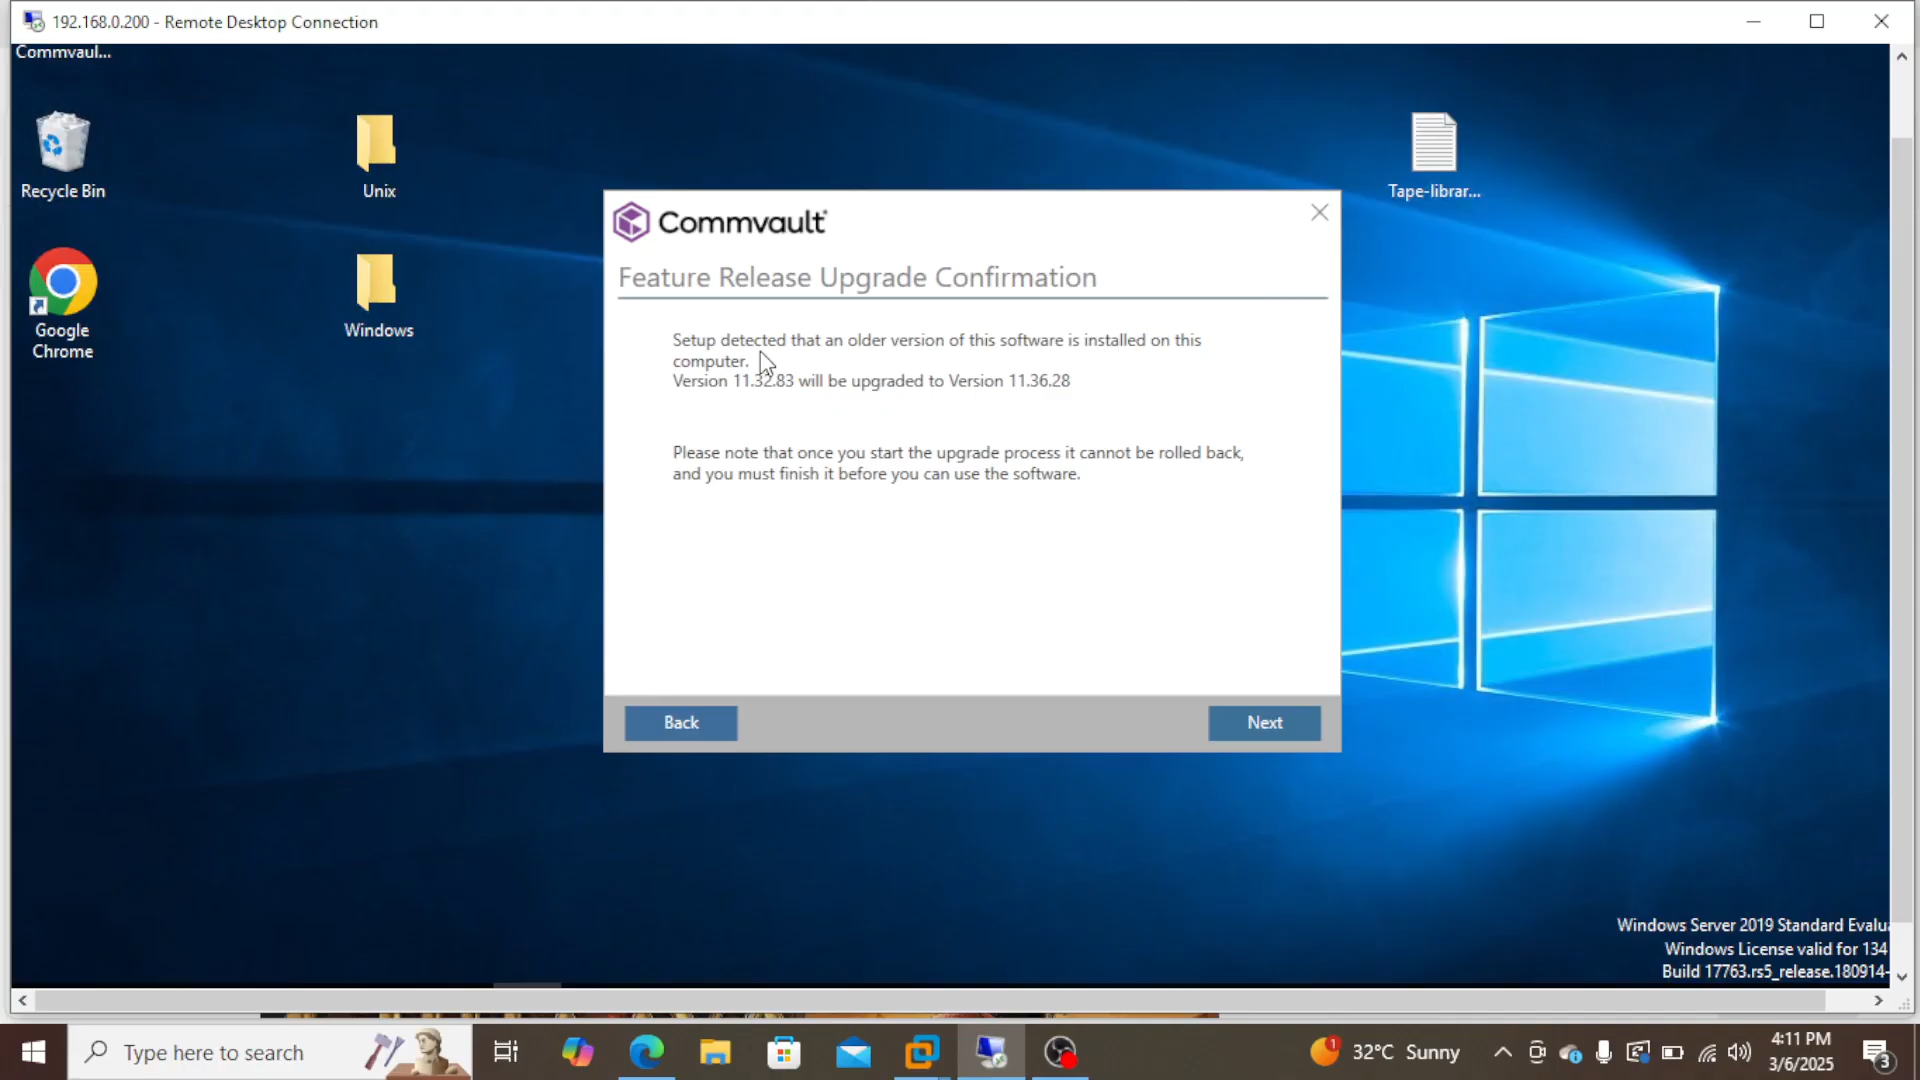 192.168.0.200 - Remote Desktop Connection
Commvaul...
Recycle Bin
Unix
Tape-librar...
Google
Chrome
Windows
Commvault
Feature Release Upgrade Confirmation
Setup detected that an older version of this software is installed on this
computer.
Version 11.32.83 will be upgraded to Version 11.36.28
Please note that once you start the upgrade process it cannot be rolled back,
and you must finish it before you can use the software.
Back
Next
Windows Server 2019 Standard Evalua
Windows License valid for 134
Build 17763.rs5_release.180914-
Type here to search
1
32°C Sunny
4:11 PM
3/6/2025
3